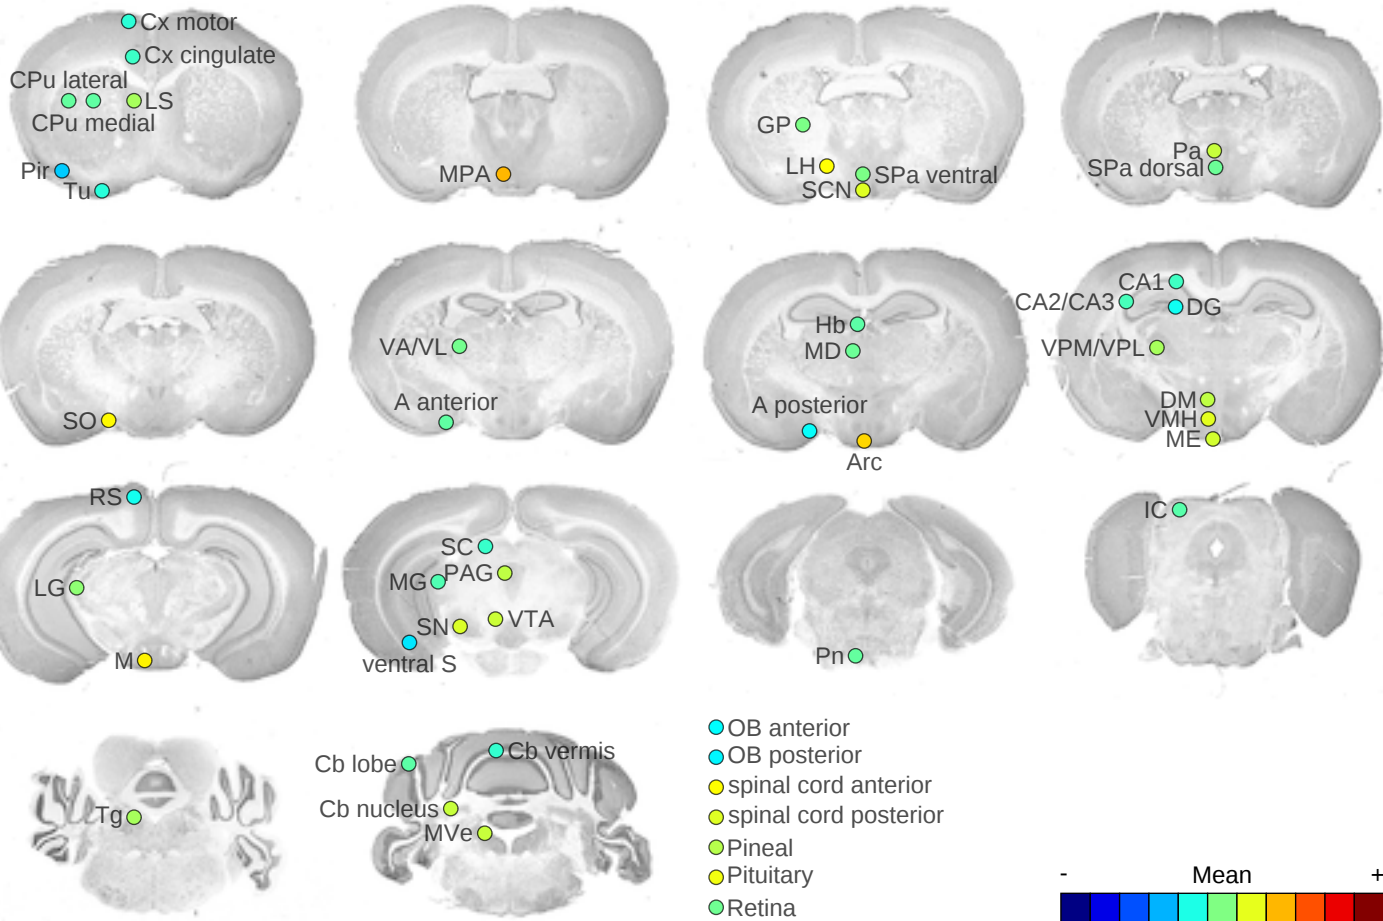 Cx motor
Cx cingulate
CPu lateral
LS
CPu medial
Pir
Tu
MPA
GP
LH
SPa ventral
SCN
Pa
SPa dorsal
SO
VA/VL
A anterior
Hb
MD
A posterior
Arc
CA1
CA2/CA3
DG
VPM/VPL
DM
VMH
ME
RS
LG
M
SC
MG
PAG
SN
VTA
ventral S
Pn
IC
Tg
Cb lobe
Cb vermis
Cb nucleus
MVe
OB anterior
OB posterior
spinal cord anterior
spinal cord posterior
Pineal
Pituitary
Retina
- Mean +